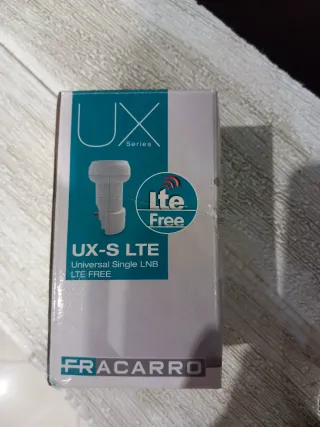 UX
Series
lte
Free
UX-S LTE
Universal Single LNB
LTE FREE
FRACARRO